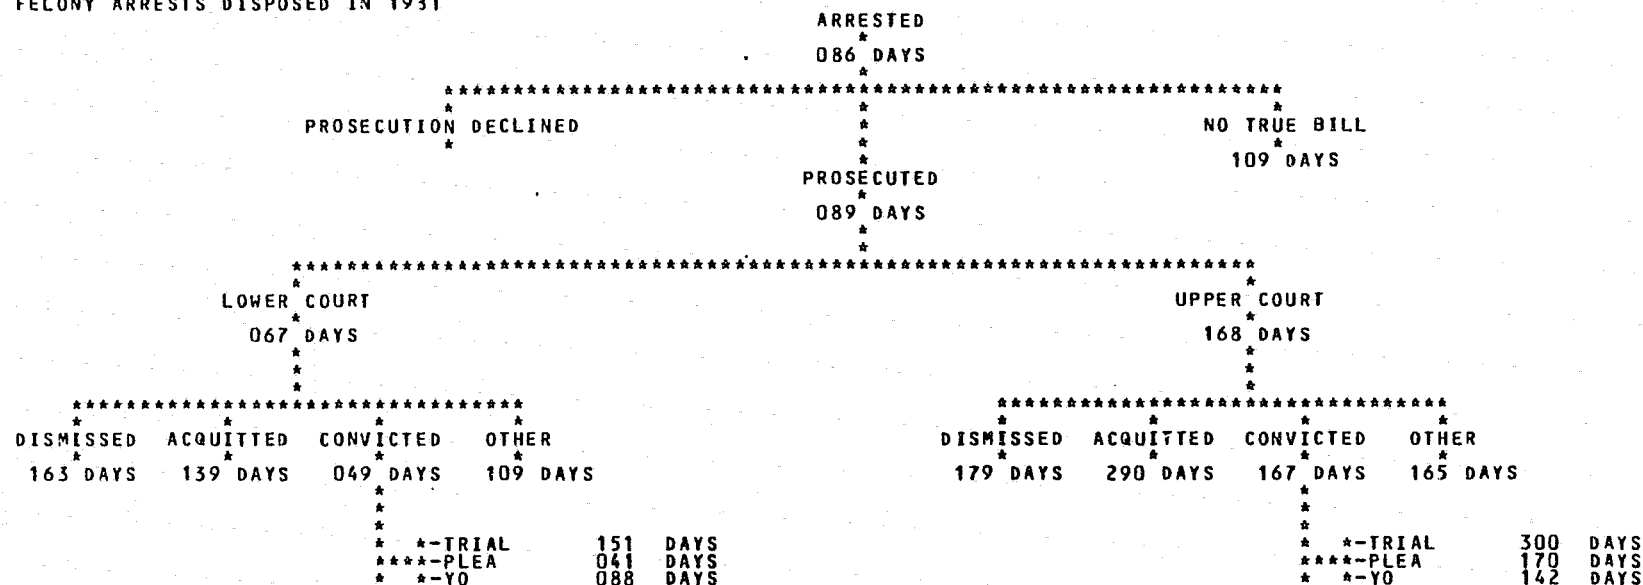 FELONY ARRESTS DISPOSED IN 1931
ARRESTED
086 DAYS
PROSECUTION DECLINED
NO TRUE BILL
109 DAYS
PROSECUTED
089 DAYS
LOWER COURT UPPER COURT
067 DAYS 168 DAYS
DISMISSED ACQUITTED CONVICTED OTHER DISMISSED ACQUITTED CONVICTED OTHER
163 DAYS 139 DAYS 049 DAYS 109 DAYS 179 DAYS 290 DAYS 167 DAYS 165 DAYS
*-TRIAL 151 DAYS * *-TRIAL 300 DAYS
****-PLEA 041 DAYS ****-PLEA 170 DAYS
* *-YO 088 DAYS * *-YO 142 DAYS